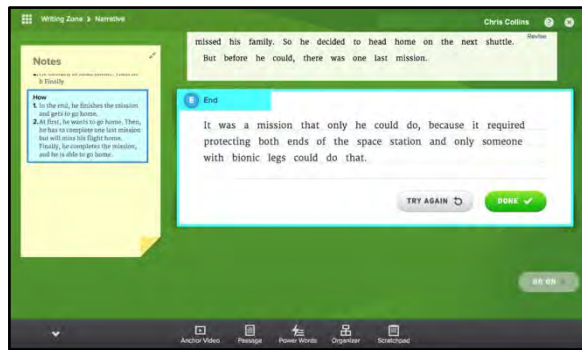 Writing Zone > Narrative
Chris Collins
missed his family. So he decided to head home on the next shuttle.
Revise
But before he could, there was one last mission.
Notes
b Finally
How
1. In the end, he finishes the mission
and gets to go home.
2. At first, he wants to go home. Then,
he has to complete one last mission
but will miss his flight home.
Finally, he completes the mission,
and he is able to go home.
E End
It was a mission that only he could do, because it required
protecting both ends of the space station and only someone
with bionic legs could do that.
TRY AGAIN
DONE
Anchor Video
Passage
Power Words
Organizer
Scratchpad